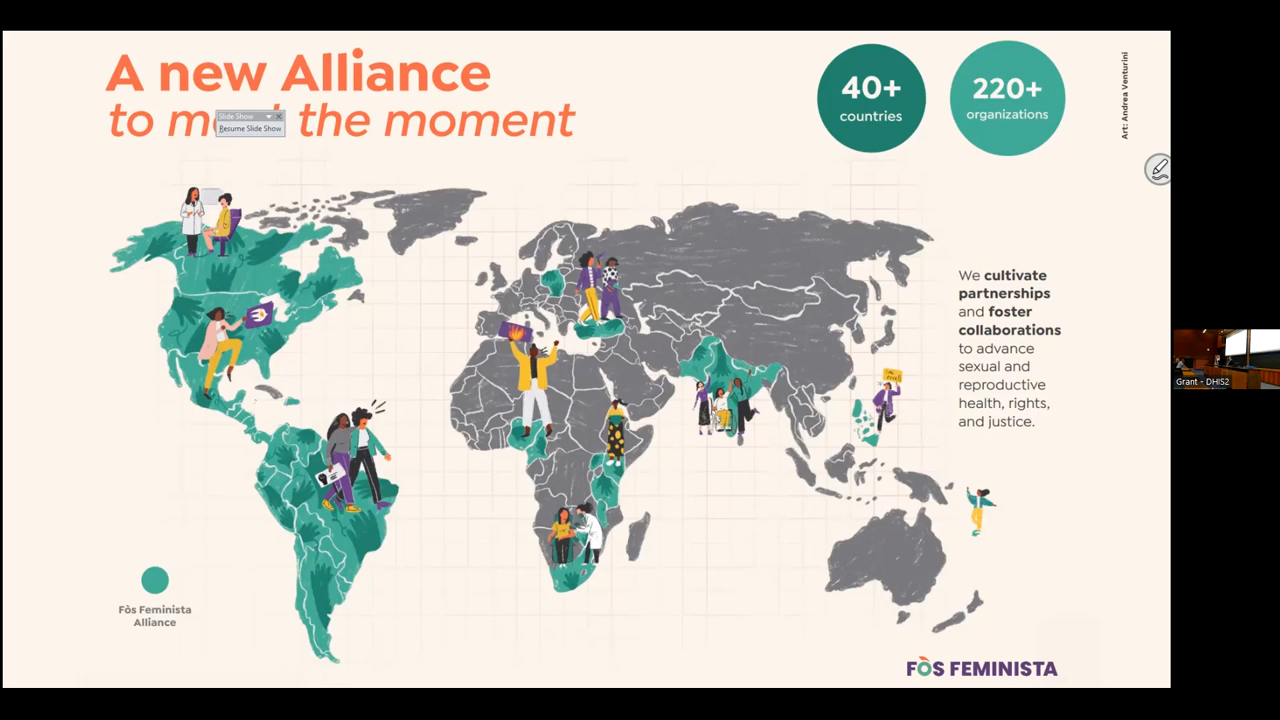 A new Alliance
to m the moment
Slide Show
Resume Slide Show
40+
countries
220+
organizations
Art: Andrea Venturini
We cultivate
partnerships
and foster
collaborations
to advance
sexual and
reproductive
health, rights,
and justice.
Fòs Feminista
Alliance
FÒS FEMINISTA
Grant - DHIS2